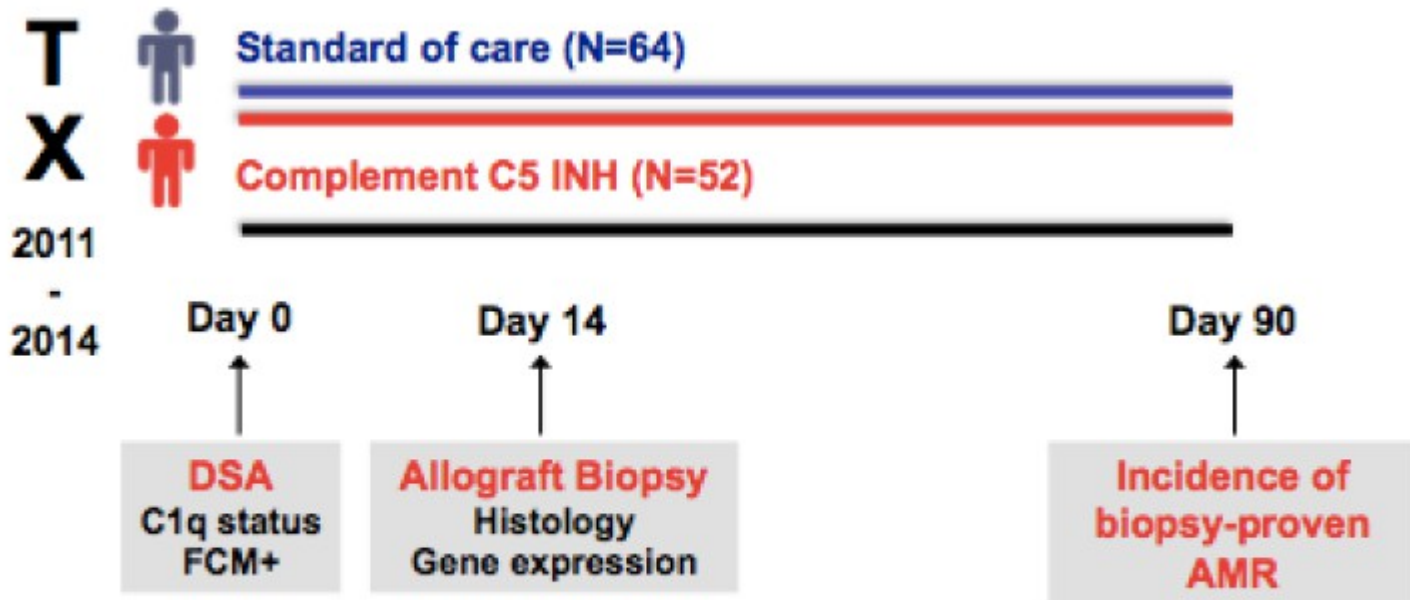 TX
2011
-
2014
Standard of care (N=64)
Complement C5 INH (N=52)
Day 0
Day 14
Day 90
DSA
C1q status
FCM+
Allograft Biopsy
Histology
Gene expression
Incidence of
biopsy-proven
AMR